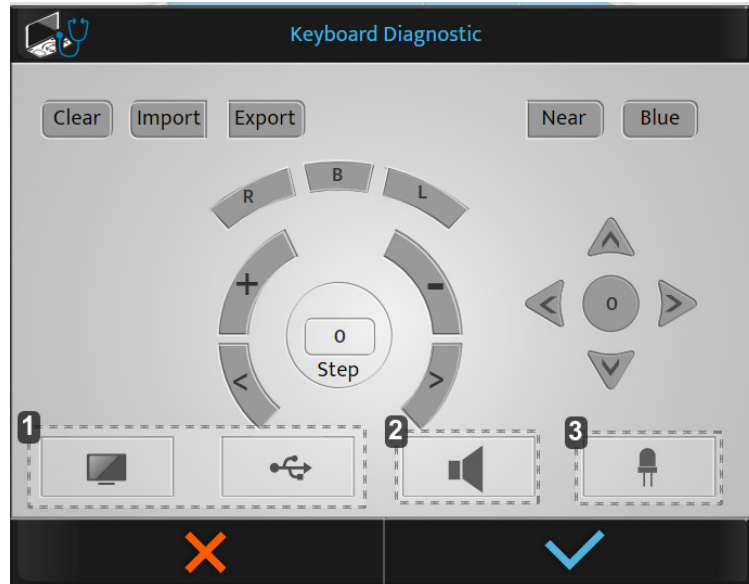 Keyboard Diagnostic
Clear Import Export Near Blue
R B L
+ -
0
0
Step
< >
1 2 3